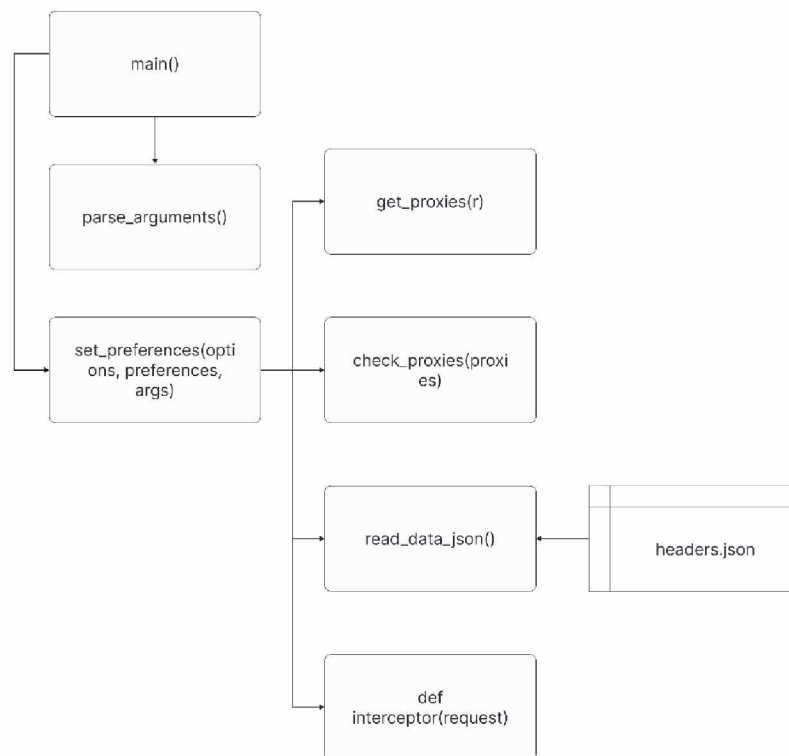 main()
parse_arguments()
get_proxies(r)
set_preferences(opti
ons, preferences,
args)
check_proxies(proxi
es)
read_data_json()
headers.json
def
interceptor(request)